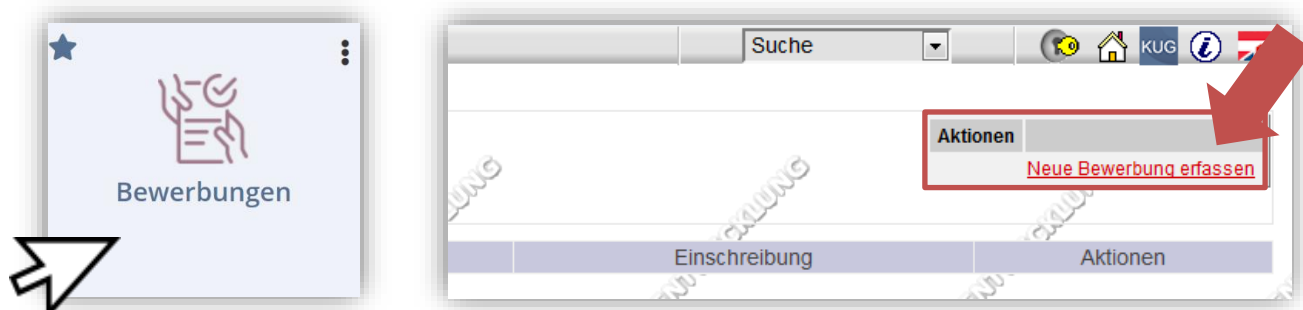 Bewerbungen
Suche
KUG
Aktionen
Neue Bewerbung erfassen
Einschreibung Aktionen